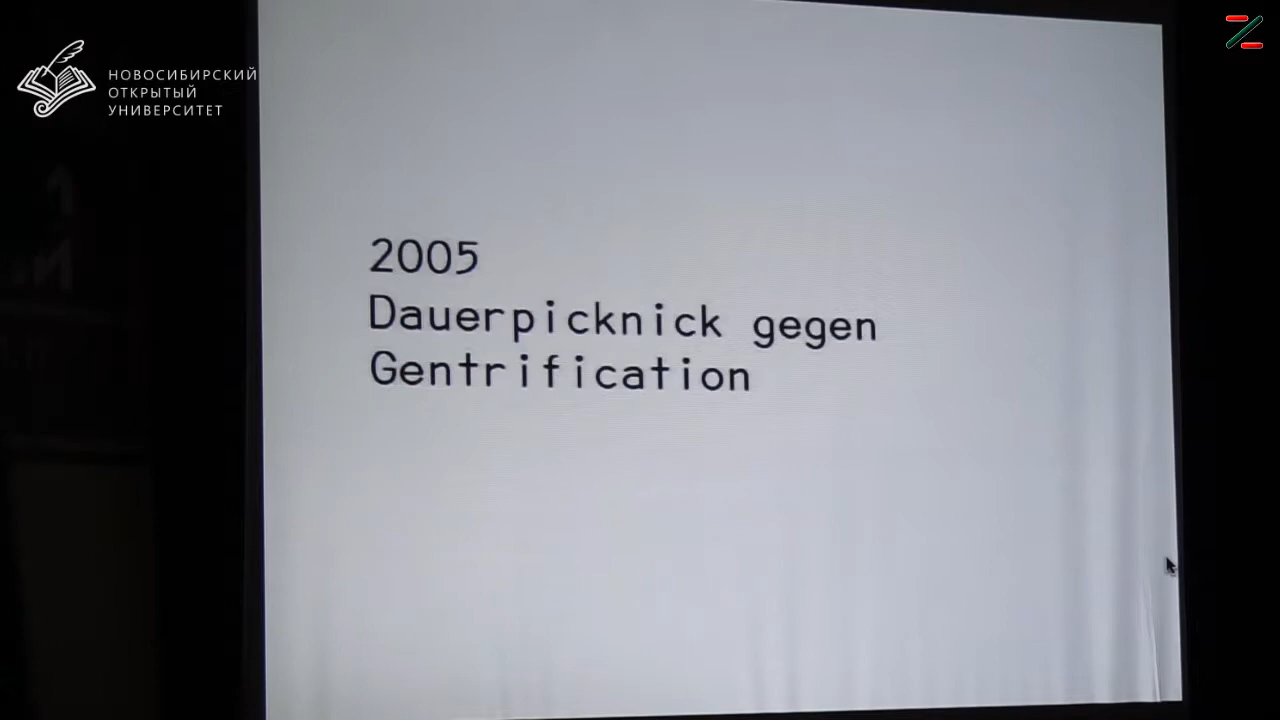 НОВОСИБИРСКИЙ
ОТКРЫТЫЙ
УНИВЕРСИТЕТ
2005
Dauerpicknick gegen
Gentrification